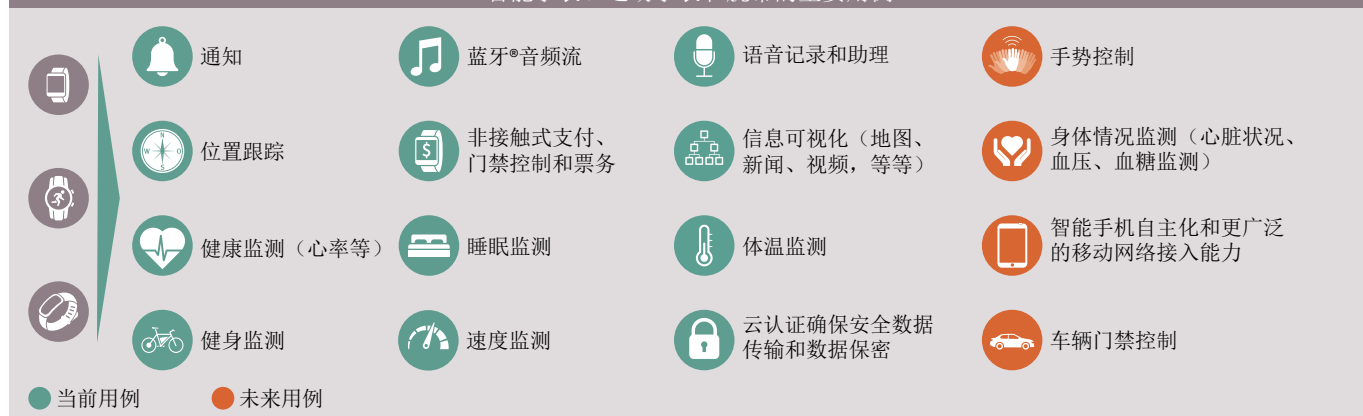 通知
蓝牙®音频流
语音记录和助理
手势控制
位置跟踪
非接触式支付、
门禁控制和票务
信息可视化（地图、
新闻、视频，等等）
身体情况监测（心脏状况、
血压、血糖监测）
健康监测（心率等）
睡眠监测
体温监测
智能手机自主化和更广泛
的移动网络接入能力
健身监测
速度监测
云认证确保安全数据
传输和数据保密
车辆门禁控制
当前用例
未来用例